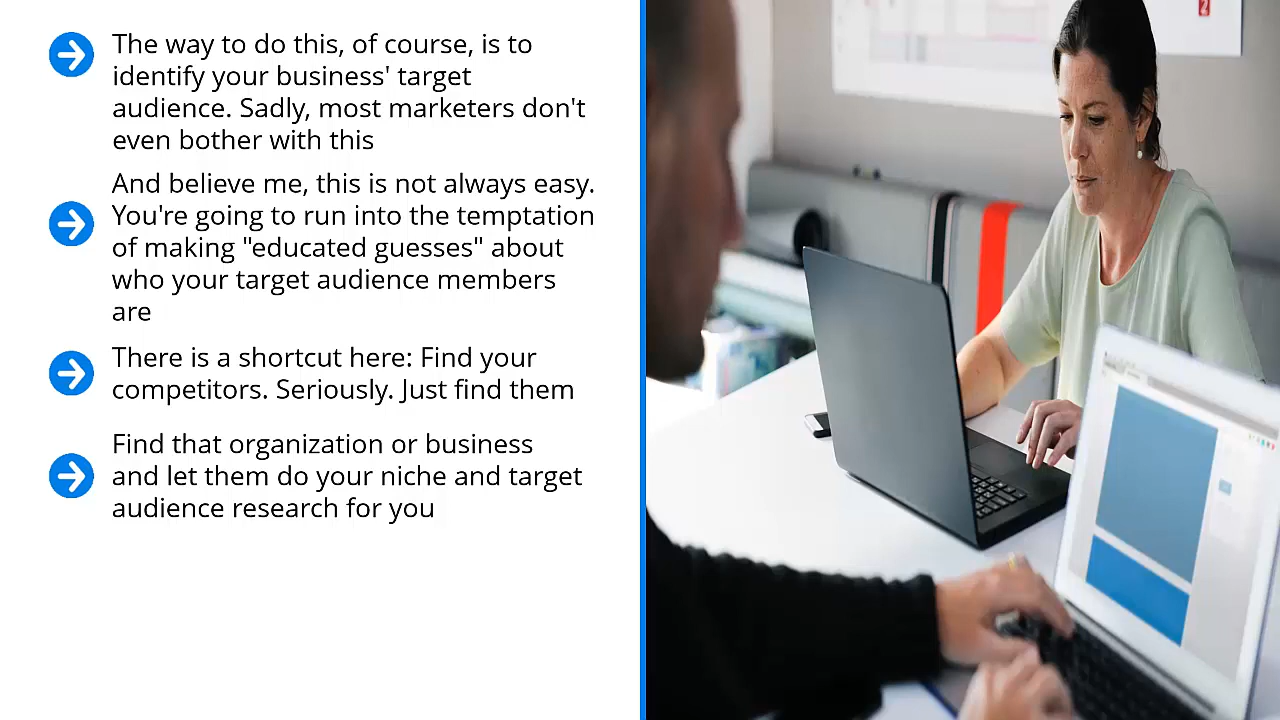 The way to do this, of course, is to
identify your business' target
audience. Sadly, most marketers don't
even bother with this
And believe me, this is not always easy.
You're going to run into the temptation
of making "educated guesses" about
who your target audience members
are
There is a shortcut here: Find your
competitors. Seriously. Just find them
Find that organization or business
and let them do your niche and target
audience research for you
2